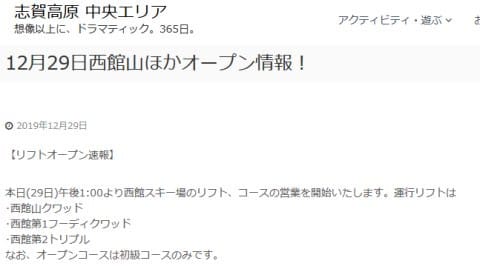 志賀高原 中央エリア
想像以上に、ドラマティック。365日。
アクティビティ・遊ぶ
12月29日西館山ほかオープン情報！
2019年12月29日
【リフトオープン速報】
本日(29日)午後1:00より西館スキー場のリフト、コースの営業を開始いたします。運行リフトは
・西館山クワッド
・西館第1フーディクワッド
・西館第2トリプル
なお、オープンコースは初級コースのみです。